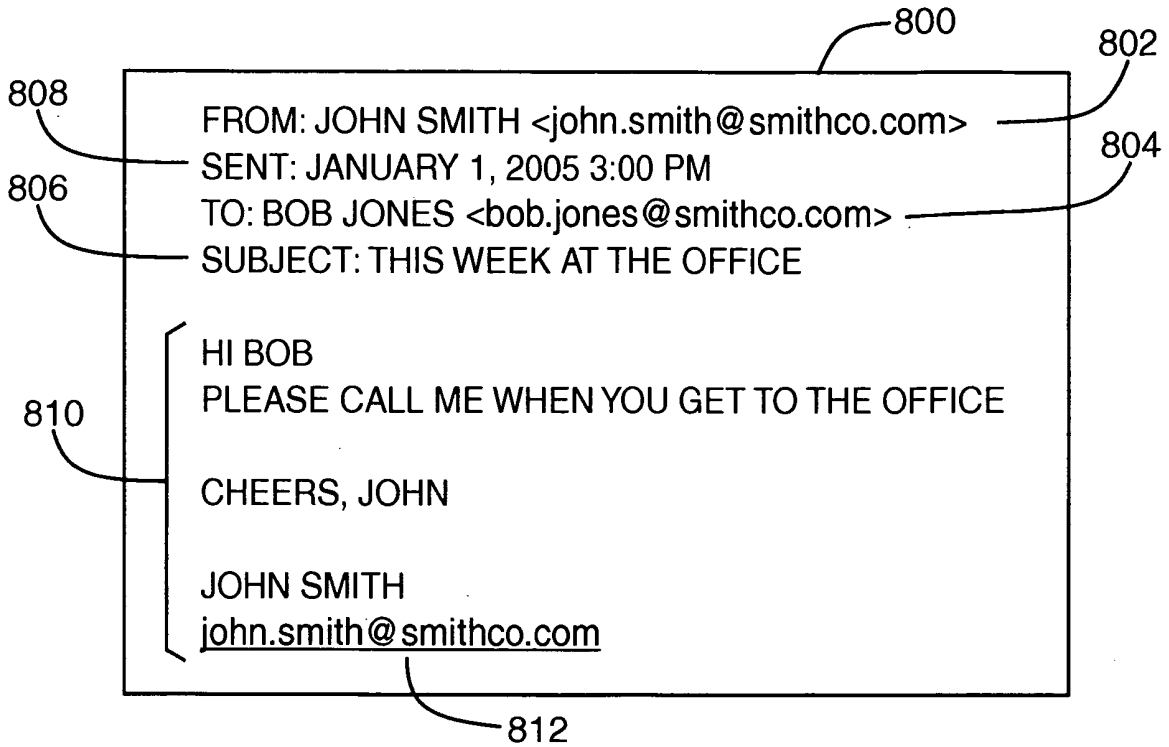 800
802
808
FROM: JOHN SMITH <john.smith@smithco.com>
804
SENT: JANUARY 1, 2005 3:00 PM
806
TO: BOB JONES <bob.jones@smithco.com>
SUBJECT: THIS WEEK AT THE OFFICE
HI BOB
PLEASE CALL ME WHEN YOU GET TO THE OFFICE
810
CHEERS, JOHN
JOHN SMITH
john.smith@smithco.com
812